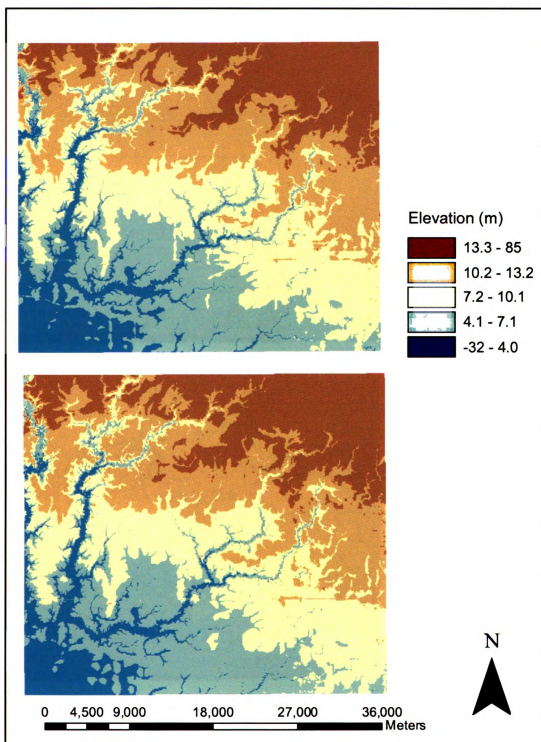 Elevation (m)
13.3 - 85
10.2 - 13.2
7.2 - 10.1
4.1 - 7.1
-32 - 4.0
N
0 4,500 9,000 18,000 27,000 36,000
Meters